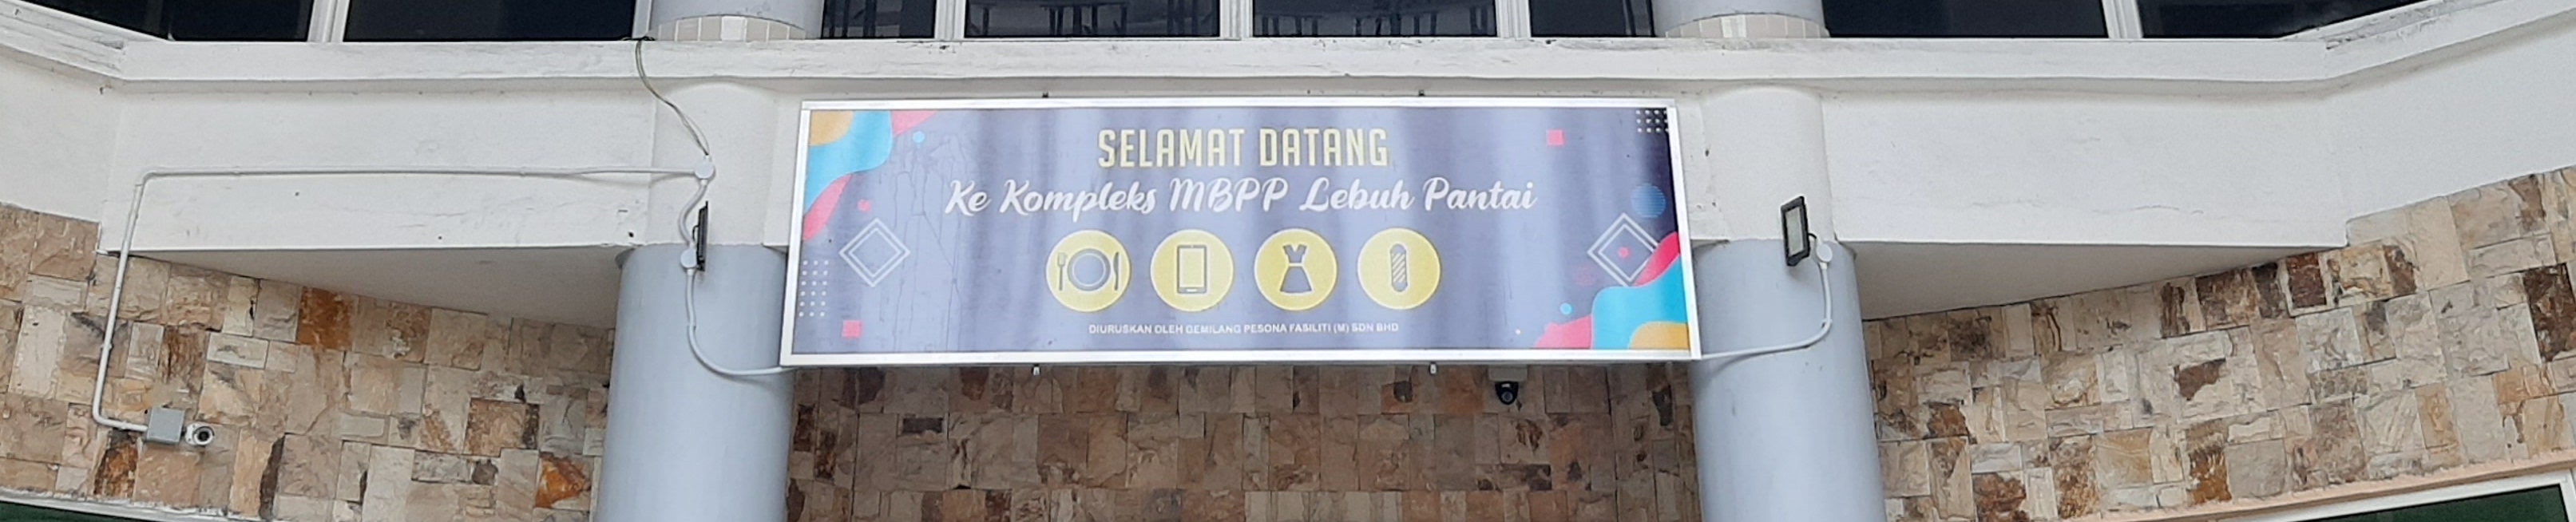 SELAMAT DATANG
Ke Kompleks MBPP Lebuh Pantai
DIURUSKAN OLEH GEMILANG PESONA FASILITI (M) SDN BHD